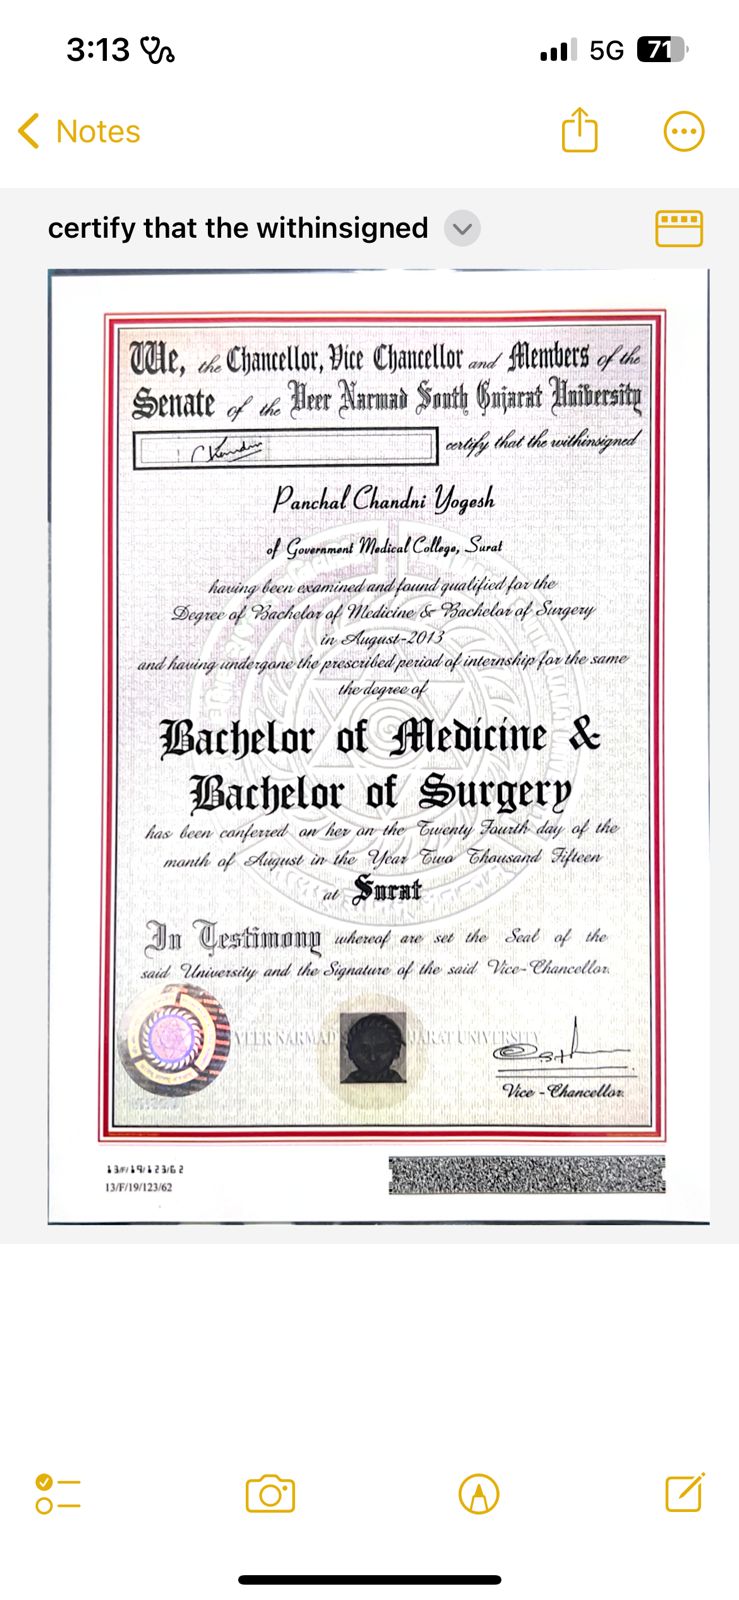 3:13
5G 71
Notes
certify that the withinsigned
We, the Chancellor, Vice Chancellor and Members of the
Senate of the Veer Narmad South Gujarat University
certify that the withinsigned
Panchal Chandni Yogesh
of Government Medical College, Surat
having been examined and found qualified for the
Degree of Bachelor of Medicine & Bachelor of Surgery
in August-2013
and having undergone the prescribed period of internship for the same
the degree of
Bachelor of Medicine &
Bachelor of Surgery
has been conferred on her on the Twenty Fourth day of the
month of August in the Year Two Thousand Fifteen
at Surat
In Testimony whereof are set the Seal of the
said University and the Signature of the said Vice-Chancellor.
VEER NARMAD UNIVERSITY
Vice - Chancellor.
13/F/19/123/62
13/F/19/123/62